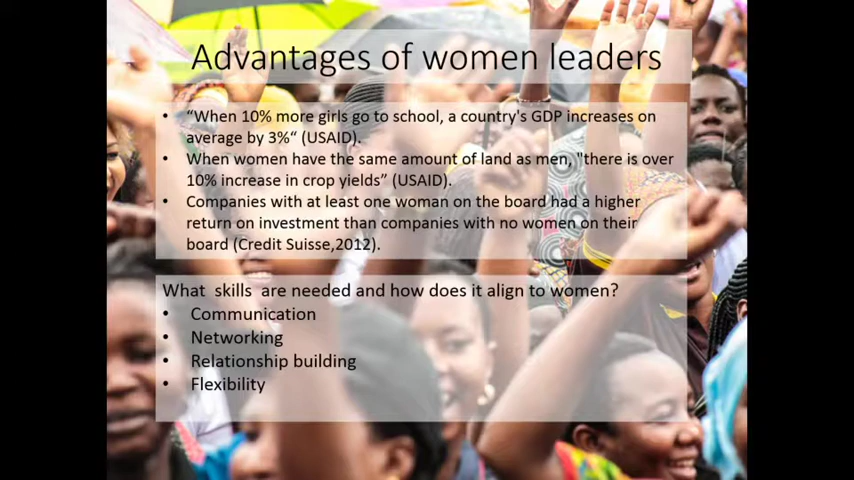 Advantages of women leaders
• “When 10% more girls go to school, a country's GDP increases on
average by 3%“ (USAID).
• When women have the same amount of land as men, "there is over
10% increase in crop yields” (USAID).
• Companies with at least one woman on the board had a higher
return on investment than companies with no women on their
board (Credit Suisse,2012).
What  skills  are needed and how does it align to women?
• Communication
• Networking
• Relationship building
• Flexibility